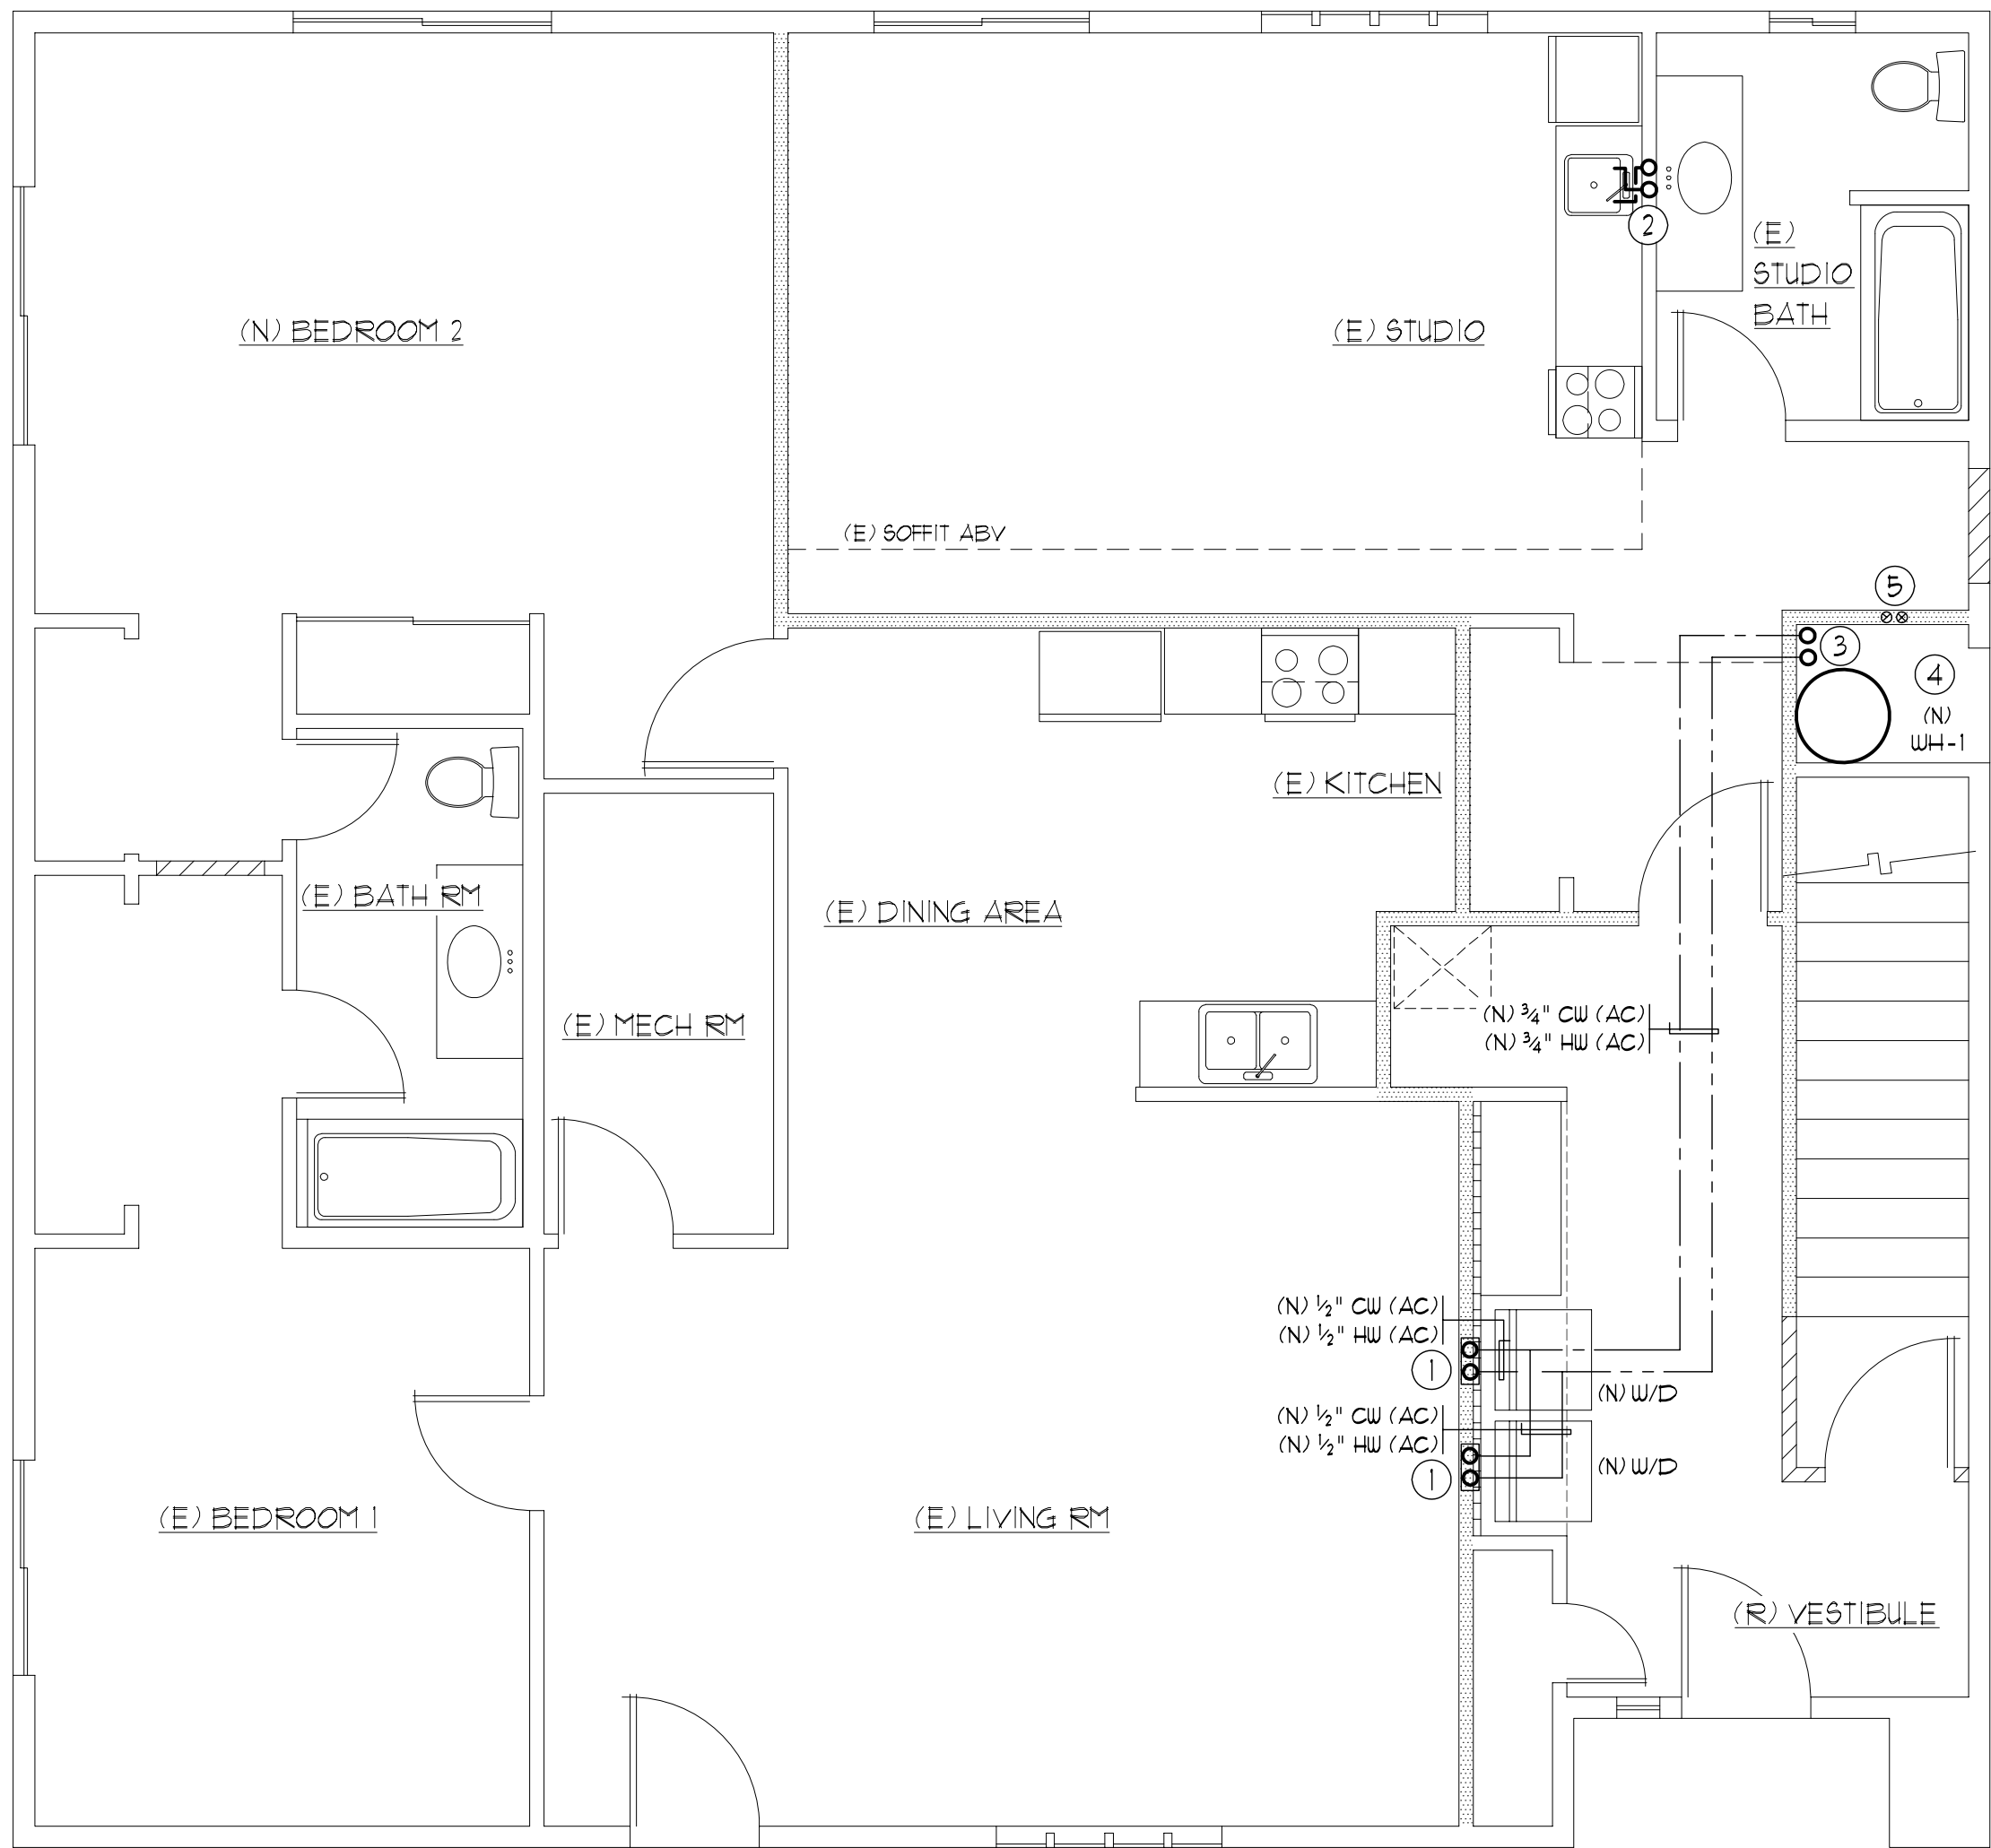 2
(E)
STUDIO
BATH
(N) BEDROOM 2
(E) STUDIO
(E) SOFFIT ABV
5
3
4
(N)
WH-1
(E) KITCHEN
(E) BATH RM
(E) DINING AREA
(E) MECH RM
(N) ¾" CW (AC)
(N) ¾" HW (AC)
(N) ½" CW (AC)
(N) ½" HW (AC)
1
(N) W/D
(N) ½" CW (AC)
(N) ½" HW (AC)
1
(N) W/D
(E) BEDROOM 1
(E) LIVING RM
(R) VESTIBULE